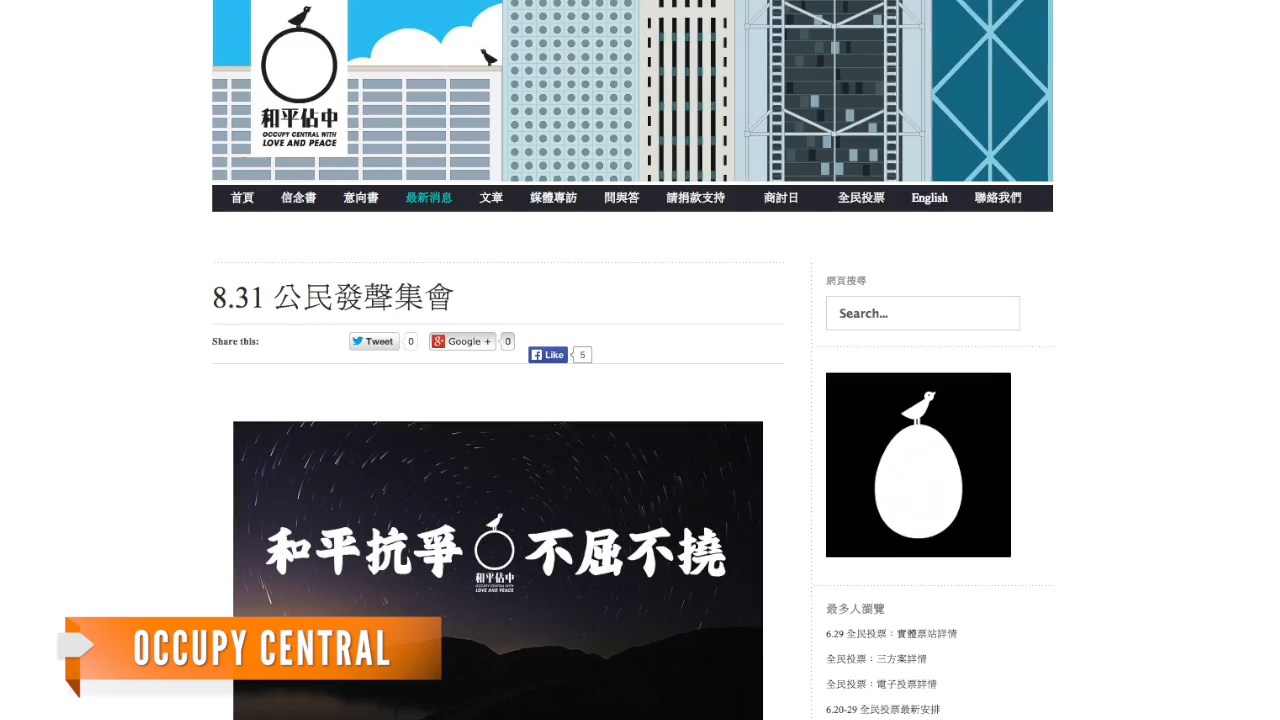 和平佔中
OCCUPY CENTRAL WITH
LOVE AND PEACE
首頁 信念書 意向書 最新消息 文章 媒體專訪 問與答 請捐款支持 商討日 全民投票 English 聯絡我們
8.31 公民發聲集會
Share this: Tweet 0 Google + 0
Like 5
和平抗爭 不屈不撓
和平佔中
OCCUPY CENTRAL WITH
LOVE AND PEACE
OCCUPY CENTRAL
網頁搜尋
Search...
最多人瀏覽
6.29 全民投票：實體票站詳情
全民投票：三方案詳情
全民投票：電子投票詳情
6.20-29 全民投票最新安排